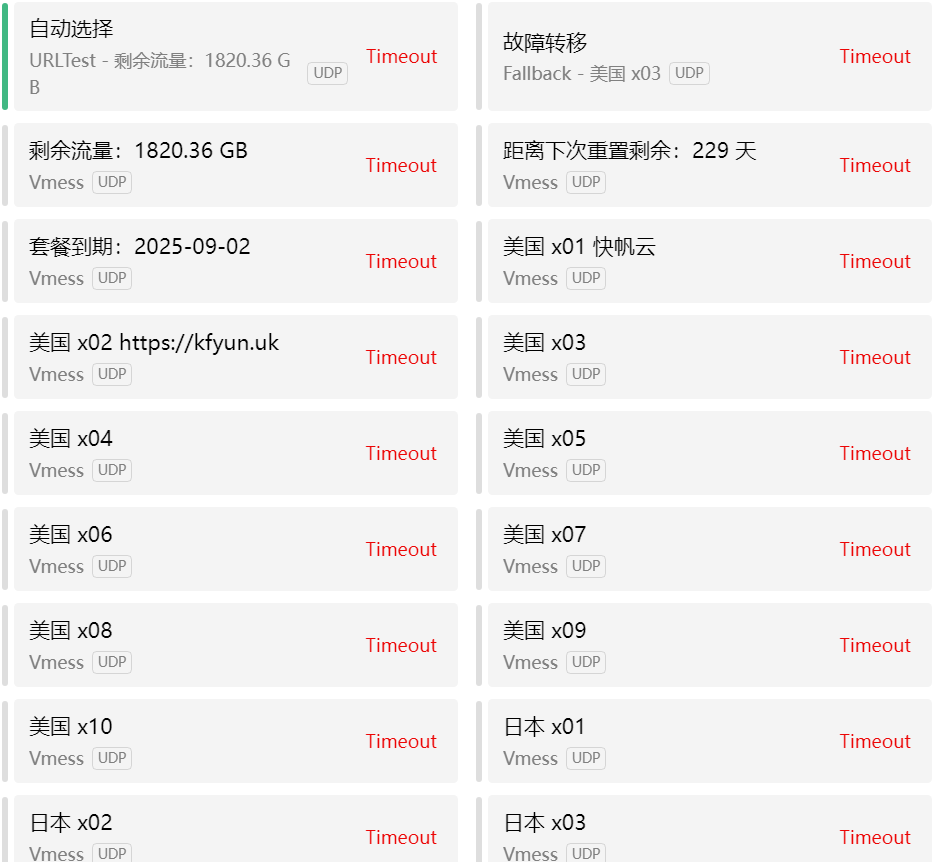 自动选择
URLTest - 剩余流量：1820.36 G
B
UDP
Timeout
故障转移
Fallback - 美国 x03 UDP
Timeout
剩余流量：1820.36 GB
Vmess UDP
Timeout
距离下次重置剩余：229 天
Vmess UDP
Timeout
套餐到期：2025-09-02
Vmess UDP
Timeout
美国 x01 快帆云
Vmess UDP
Timeout
美国 x02 https://kfyun.uk
Vmess UDP
Timeout
美国 x03
Vmess UDP
Timeout
美国 x04
Vmess UDP
Timeout
美国 x05
Vmess UDP
Timeout
美国 x06
Vmess UDP
Timeout
美国 x07
Vmess UDP
Timeout
美国 x08
Vmess UDP
Timeout
美国 x09
Vmess UDP
Timeout
美国 x10
Vmess UDP
Timeout
日本 x01
Vmess UDP
Timeout
日本 x02
Vmess UDP
Timeout
日本 x03
Vmess UDP
Timeout